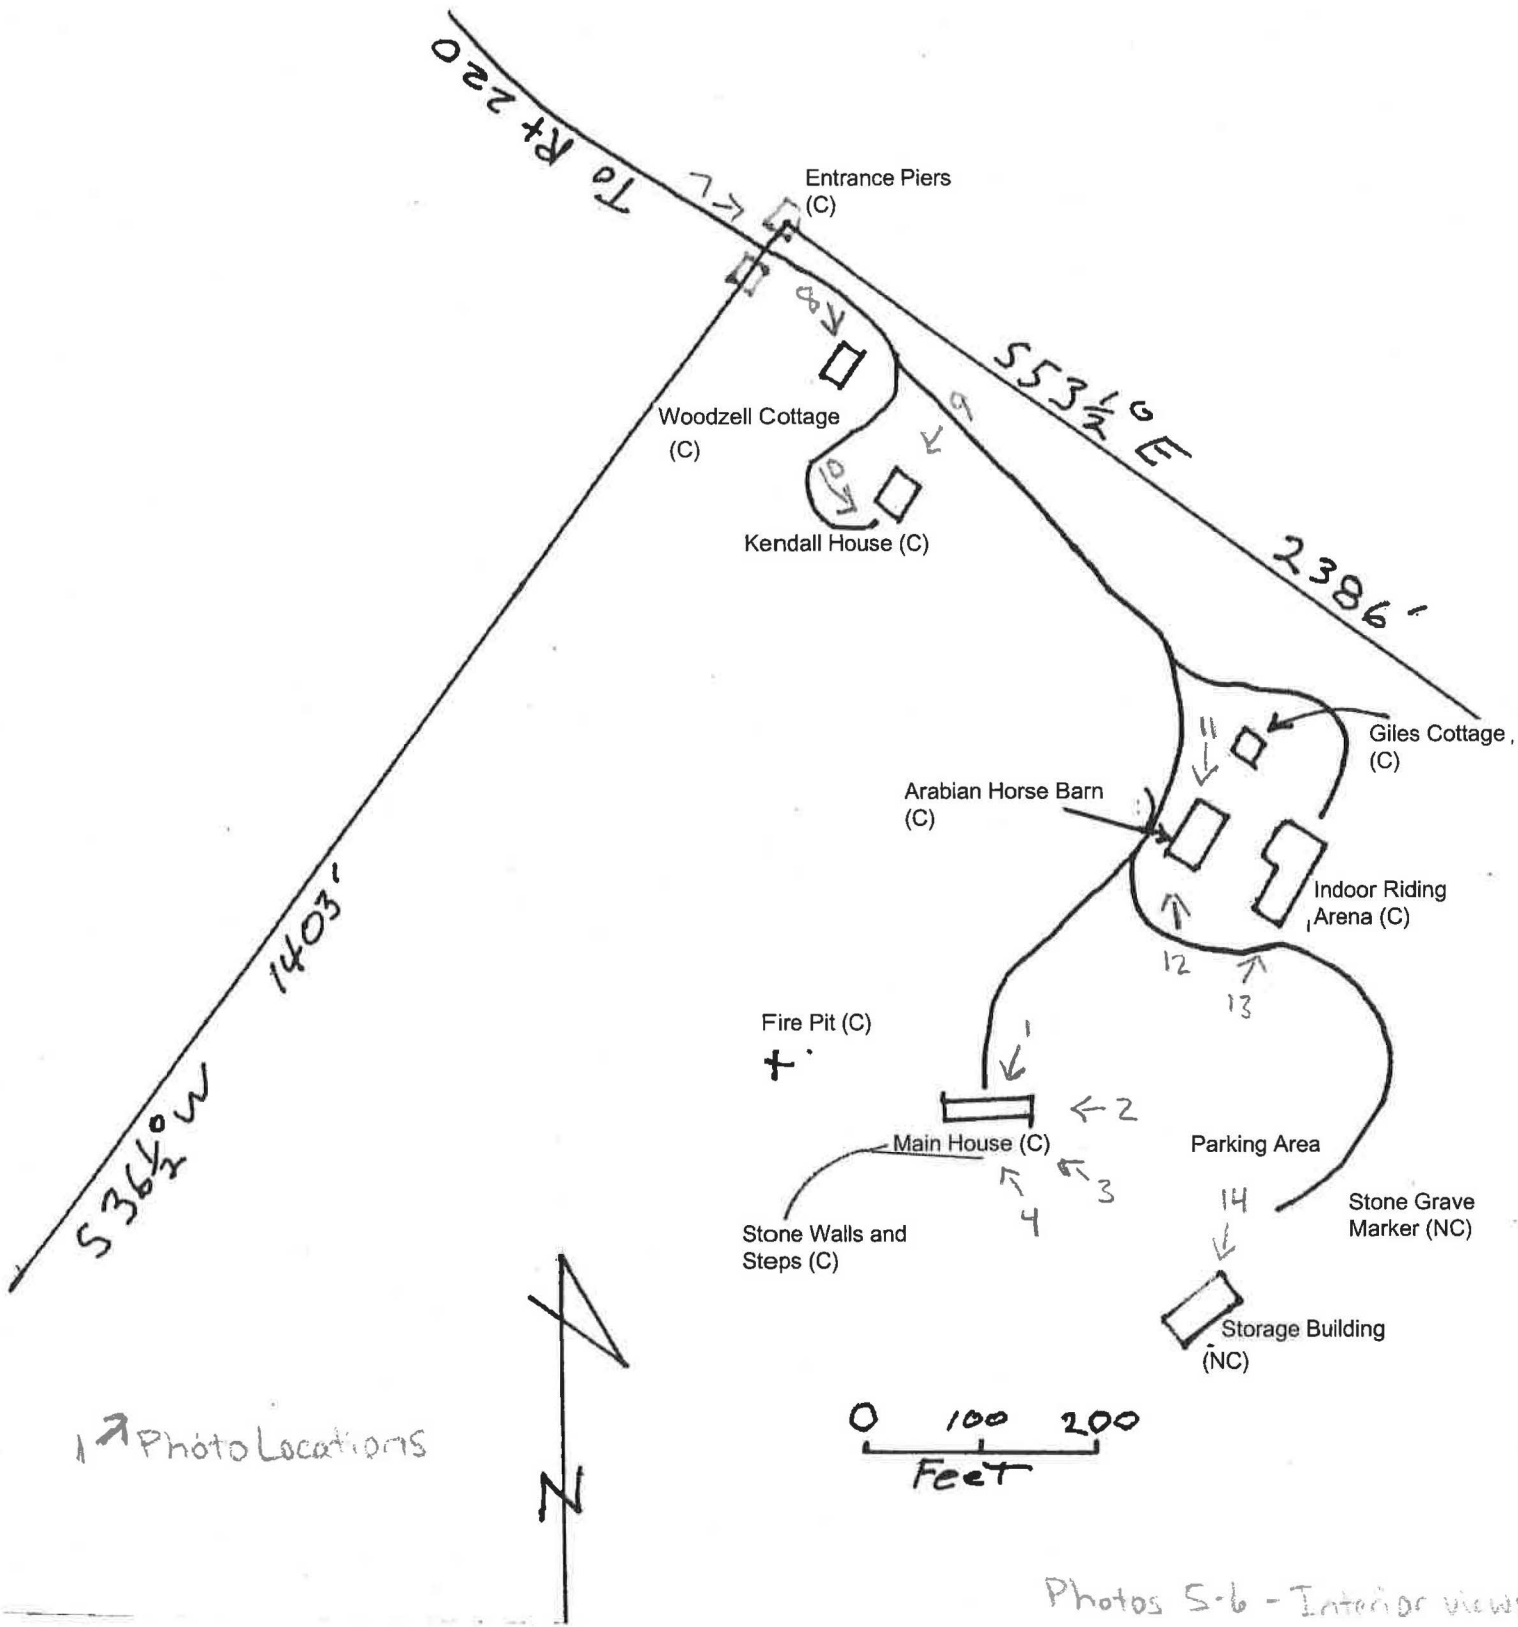 To Rt 220
7
Entrance Piers
(C)
8
Woodzell Cottage
(C)
9
S53½° E
10
Kendall House (C)
2386'
11
Giles Cottage
(C)
Arabian Horse Barn
(C)
Indoor Riding
Arena (C)
1403'
S 36½° W
12
13
Fire Pit (C)
1
2
Main House (C)
3
4
Parking Area
14
Stone Grave
Marker (NC)
Stone Walls and
Steps (C)
Storage Building
(NC)
0 100 200
Feet
1 Photo Locations
N
Photos 5-6 - Interior views